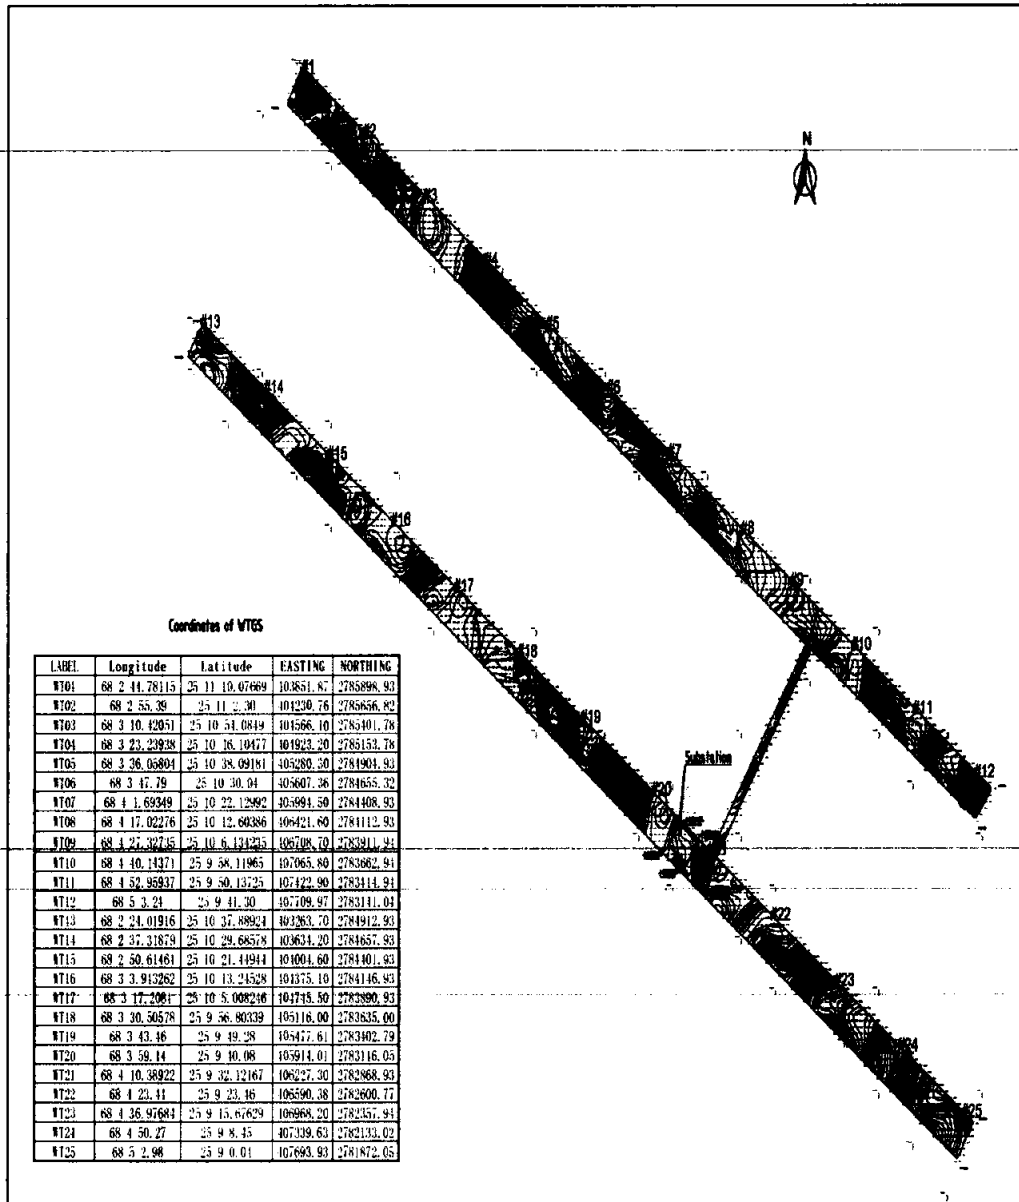 #1
N
#2
#3
#4
#5
#13
#6
#14
#7
#15
#8
#16
#9
#17
#10
#18
#11
#19
#12
Substation
#20
#22
#23
#24
#25
Coordinates of WTGS
LABEL Longitude Latitude EASTING NORTHING
WT01 68 2 44.78115 25 11 10.07669 403851.87 2785898.93
WT02 68 2 55.39 25 11 2.30 404230.76 2785656.82
WT03 68 3 10.42051 25 10 54.0849 404566.10 2785401.78
WT04 68 3 23.23938 25 10 46.10477 404923.20 2785153.78
WT05 68 3 36.05804 25 10 38.09181 405280.30 2784904.93
WT06 68 3 47.79 25 10 30.04 405607.36 2784655.32
WT07 68 4 1.69349 25 10 22.12992 405994.50 2784408.93
WT08 68 4 17.02276 25 10 12.60386 406421.60 2784112.93
WT09 68 4 27.32735 25 10 6.134235 406708.70 2783911.94
WT10 68 4 40.14371 25 9 58.11965 407065.80 2783662.94
WT11 68 4 52.95937 25 9 50.13725 407422.90 2783414.94
WT12 68 5 3.24 25 9 41.30 407709.97 2783141.04
WT13 68 2 24.01916 25 10 37.88924 403263.70 2784912.93
WT14 68 2 37.31879 25 10 29.68578 403634.20 2784657.93
WT15 68 2 50.61461 25 10 21.44944 404004.60 2784401.93
WT16 68 3 3.943262 25 10 13.24528 404375.10 2784146.93
WT17 68 3 17.2084 25 10 5.008246 404745.50 2783890.93
WT18 68 3 30.50578 25 9 56.80339 405116.00 2783635.00
WT19 68 3 43.46 25 9 49.28 405477.61 2783402.79
WT20 68 3 59.14 25 9 40.08 405914.01 2783116.05
WT21 68 4 10.38922 25 9 32.12167 406227.30 2782868.93
WT22 68 4 23.44 25 9 23.46 406590.38 2782600.77
WT23 68 4 36.97684 25 9 15.67629 406968.20 2782357.94
WT24 68 4 50.27 25 9 8.45 407339.63 2782133.02
WT25 68 5 2.98 25 9 0.04 407693.93 2781872.05